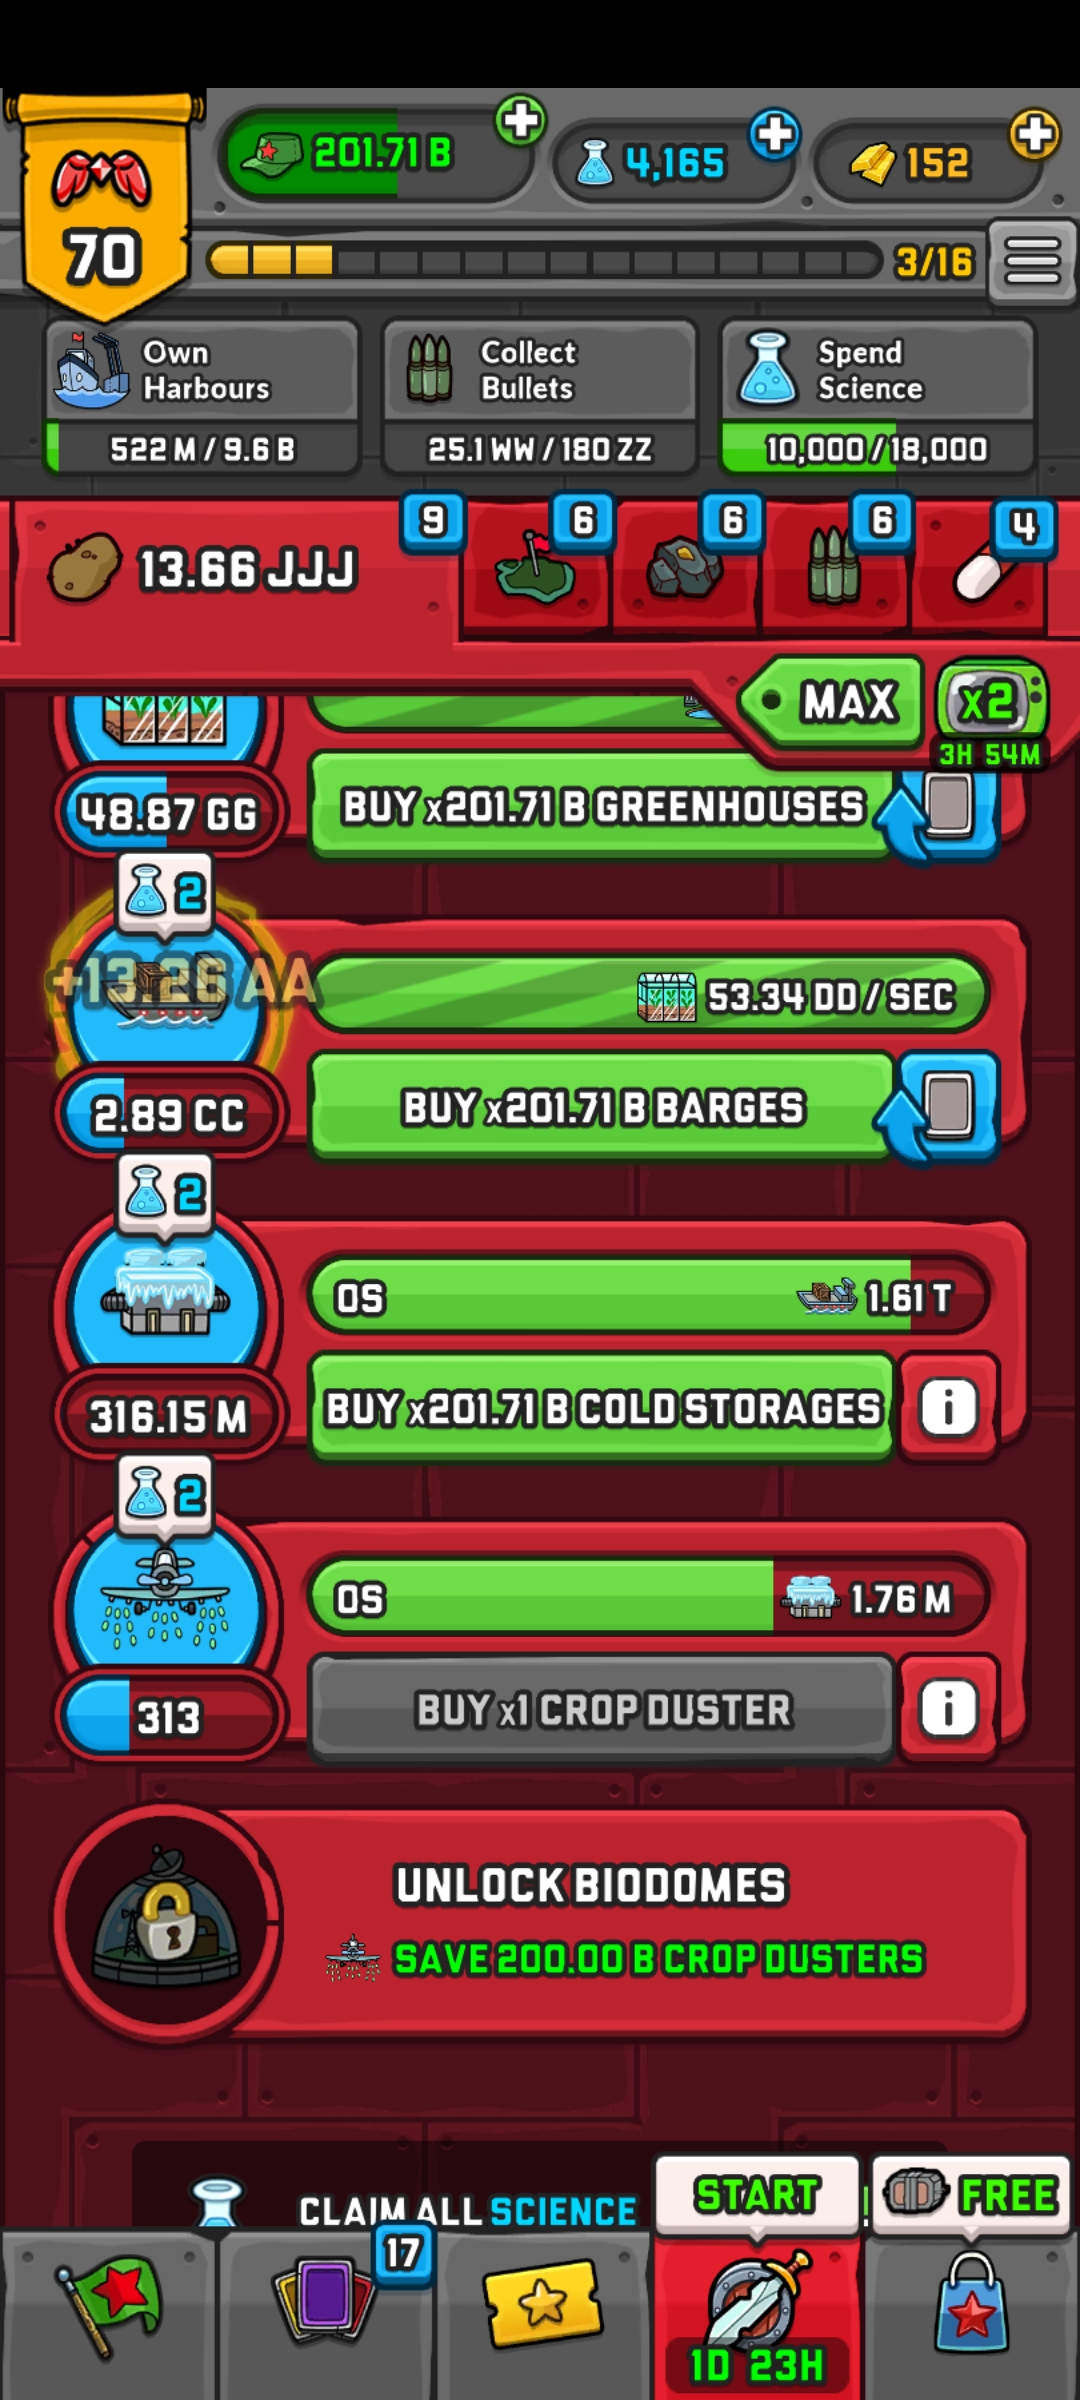 201.71 B
4,165
152
70
3/16
Own
Harbours
522 M / 9.6 B
Collect
Bullets
25.1 WW / 180 ZZ
Spend
Science
10,000 / 18,000
13.66 JJJ
9
6
6
6
4
MAX
x2
3H 54M
48.87 GG
BUY x201.71 B GREENHOUSES
2
+13.26 AA
53.34 DD / SEC
2.89 CC
BUY x201.71 B BARGES
2
0S
1.61 T
316.15 M
BUY x201.71 B COLD STORAGES
i
2
0S
1.76 M
313
BUY x1 CROP DUSTER
i
UNLOCK BIODOMES
SAVE 200.00 B CROP DUSTERS
CLAIM ALL SCIENCE
START
FREE
17
1D 23H